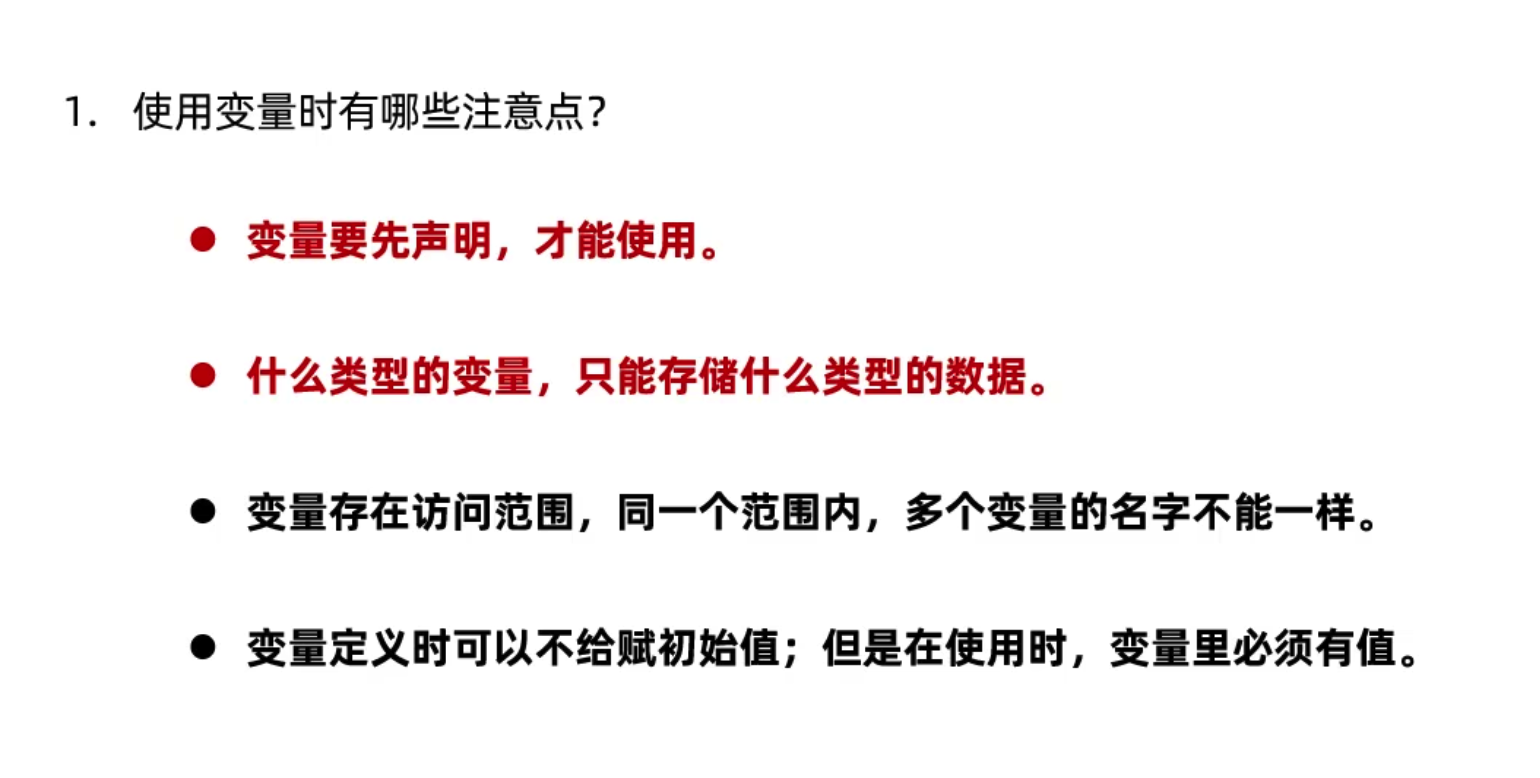 1. 使用变量时有哪些注意点？
● 变量要先声明，才能使用。
● 什么类型的变量，只能存储什么类型的数据。
● 变量存在访问范围，同一个范围内，多个变量的名字不能一样。
● 变量定义时可以不给赋初始值；但是在使用时，变量里必须有值。